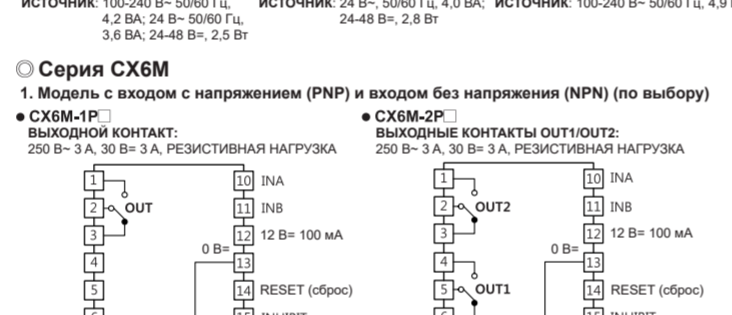 ИСТОЧНИК: 100-240 В~ 50/60 Гц,
4,2 ВА; 24 В~ 50/60 Гц,
3,6 ВА; 24-48 В=, 2,5 Вт
ИСТОЧНИК: 24 В~, 50/60 Гц, 4,0 ВА;
24-48 В=, 2,8 Вт
ИСТОЧНИК: 100-240 В~ 50/60 Гц, 4,9
◎ Серия CX6M
1. Модель с входом с напряжением (PNP) и входом без напряжения (NPN) (по выбору)
● CX6M-1P□
ВЫХОДНОЙ КОНТАКТ:
250 В~ 3 А, 30 В= 3 А, РЕЗИСТИВНАЯ НАГРУЗКА
1
2 OUT
3
4
5
10 INA
11 INB
12 12 В= 100 мА
0 В=
13
14 RESET (сброс)
15 INHIBIT
● CX6M-2P□
ВЫХОДНЫЕ КОНТАКТЫ OUT1/OUT2:
250 В~ 3 А, 30 В= 3 А, РЕЗИСТИВНАЯ НАГРУЗКА
1
2 OUT2
3
4
5 OUT1
10 INA
11 INB
12 12 В= 100 мА
0 В=
13
14 RESET (сброс)
15 INHIBIT